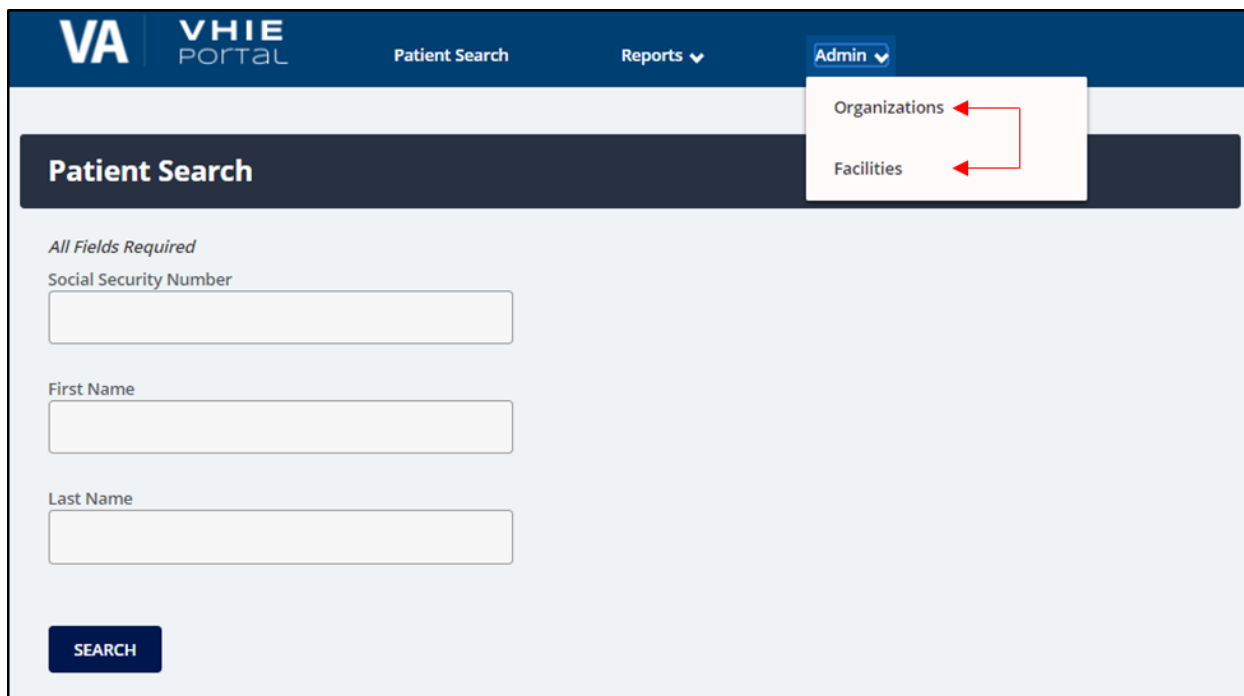 VA VHIE
PORTAL
Patient Search Reports Admin
Organizations
Facilities
Patient Search
All Fields Required
Social Security Number
First Name
Last Name
SEARCH